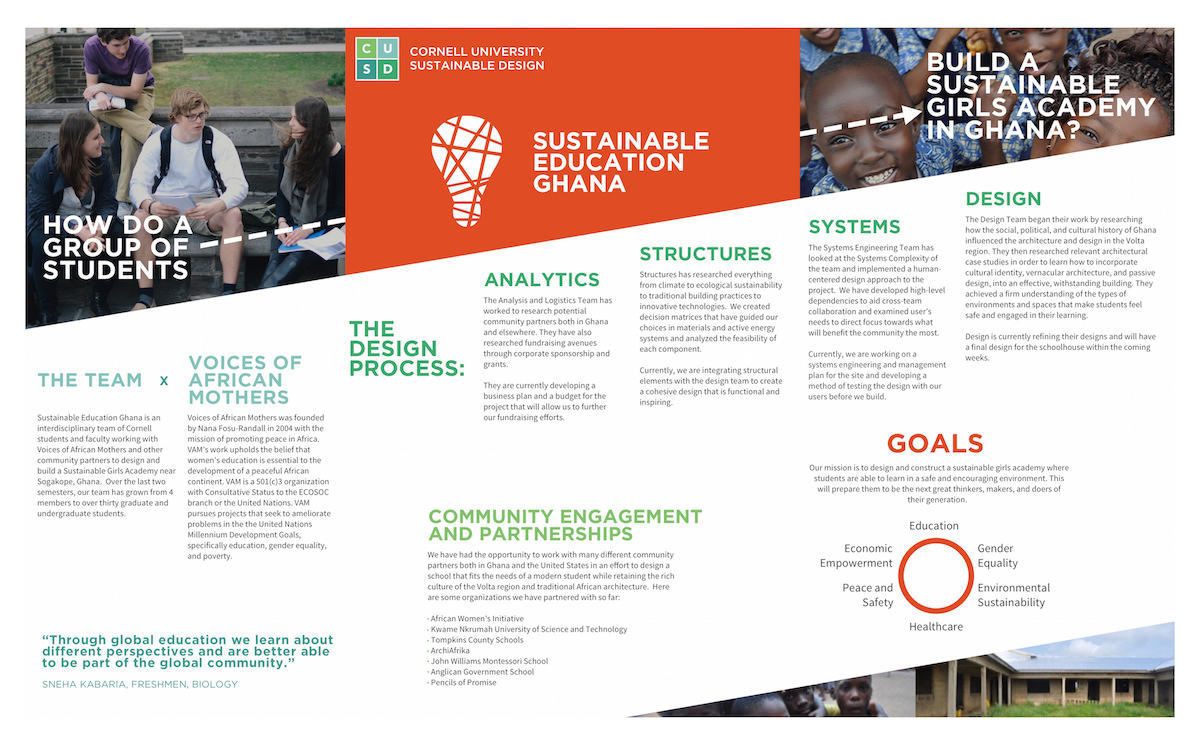 HOW DO A
GROUP OF
STUDENTS
C U
S D
CORNELL UNIVERSITY
SUSTAINABLE DESIGN
SUSTAINABLE
EDUCATION
GHANA
BUILD A
SUSTAINABLE
GIRLS ACADEMY
IN GHANA?
THE TEAM
x
VOICES OF
AFRICAN
MOTHERS
Sustainable Education Ghana is an
interdisciplinary team of Cornell
students and faculty working with
Voices of African Mothers and other
community partners to design and
build a Sustainable Girls Academy near
Sogakope, Ghana.  Over the last two
semesters, our team has grown from 4
members to over thirty graduate and
undergraduate students.
Voices of African Mothers was founded
by Nana Fosu-Randall in 2004 with the
mission of promoting peace in Africa.
VAM's work upholds the belief that
women's education is essential to the
development of a peaceful African
continent. VAM is a 501(c)3 organization
with Consultative Status to the ECOSOC
branch or the United Nations. VAM
pursues projects that seek to ameliorate
problems in the the United Nations
Millennium Development Goals,
specifically education, gender equality,
and poverty.
“Through global education we learn about
different perspectives and are better able
to be part of the global community.”
SNEHA KABARIA, FRESHMEN, BIOLOGY
THE
DESIGN
PROCESS:
ANALYTICS
The Analysis and Logistics Team has
worked to research potential
community partners both in Ghana
and elsewhere. They have also
researched fundraising avenues
through corporate sponsorship and
grants.
They are currently developing a
business plan and a budget for the
project that will allow us to further
our fundraising efforts.
STRUCTURES
Structures has researched everything
from climate to ecological sustainability
to traditional building practices to
innovative technologies.  We created
decision matrices that have guided our
choices in materials and active energy
systems and analyzed the feasibility of
each component.
Currently, we are integrating structural
elements with the design team to create
a cohesive design that is functional and
inspiring.
SYSTEMS
The Systems Engineering Team has
looked at the Systems Complexity of
the team and implemented a human-
centered design approach to the
project.  We have developed high-level
dependencies to aid cross-team
collaboration and examined user's
needs to direct focus towards what
will benefit the community the most.
Currently, we are working on a
systems engineering and management
plan for the site and developing a
method of testing the design with our
users before we build.
DESIGN
The Design Team began their work by researching
how the social, political, and cultural history of Ghana
influenced the architecture and design in the Volta
region. They then researched relevant architectural
case studies in order to learn how to incorporate
cultural identity, vernacular architecture, and passive
design, into an effective, withstanding building. They
achieved a firm understanding of the types of
environments and spaces that make students feel
safe and engaged in their learning.
Design is currently refining their designs and will have
a final design for the schoolhouse within the coming
weeks.
COMMUNITY ENGAGEMENT
AND PARTNERSHIPS
We have had the opportunity to work with many different community
partners both in Ghana and the United States in an effort to design a
school that fits the needs of a modern student while retaining the rich
culture of the Volta region and traditional African architecture.  Here
are some organizations we have partnered with so far:
- African Women's Initiative
- Kwame Nkrumah University of Science and Technology
- Tompkins County Schools
- ArchiAfrika
- John Williams Montessori School
- Anglican Government School
- Pencils of Promise
GOALS
Our mission is to design and construct a sustainable girls academy where
students are able to learn in a safe and encouraging environment. This
will prepare them to be the next great thinkers, makers, and doers of
their generation.
Education
Economic
Empowerment
Gender
Equality
Peace and
Safety
Environmental
Sustainability
Healthcare